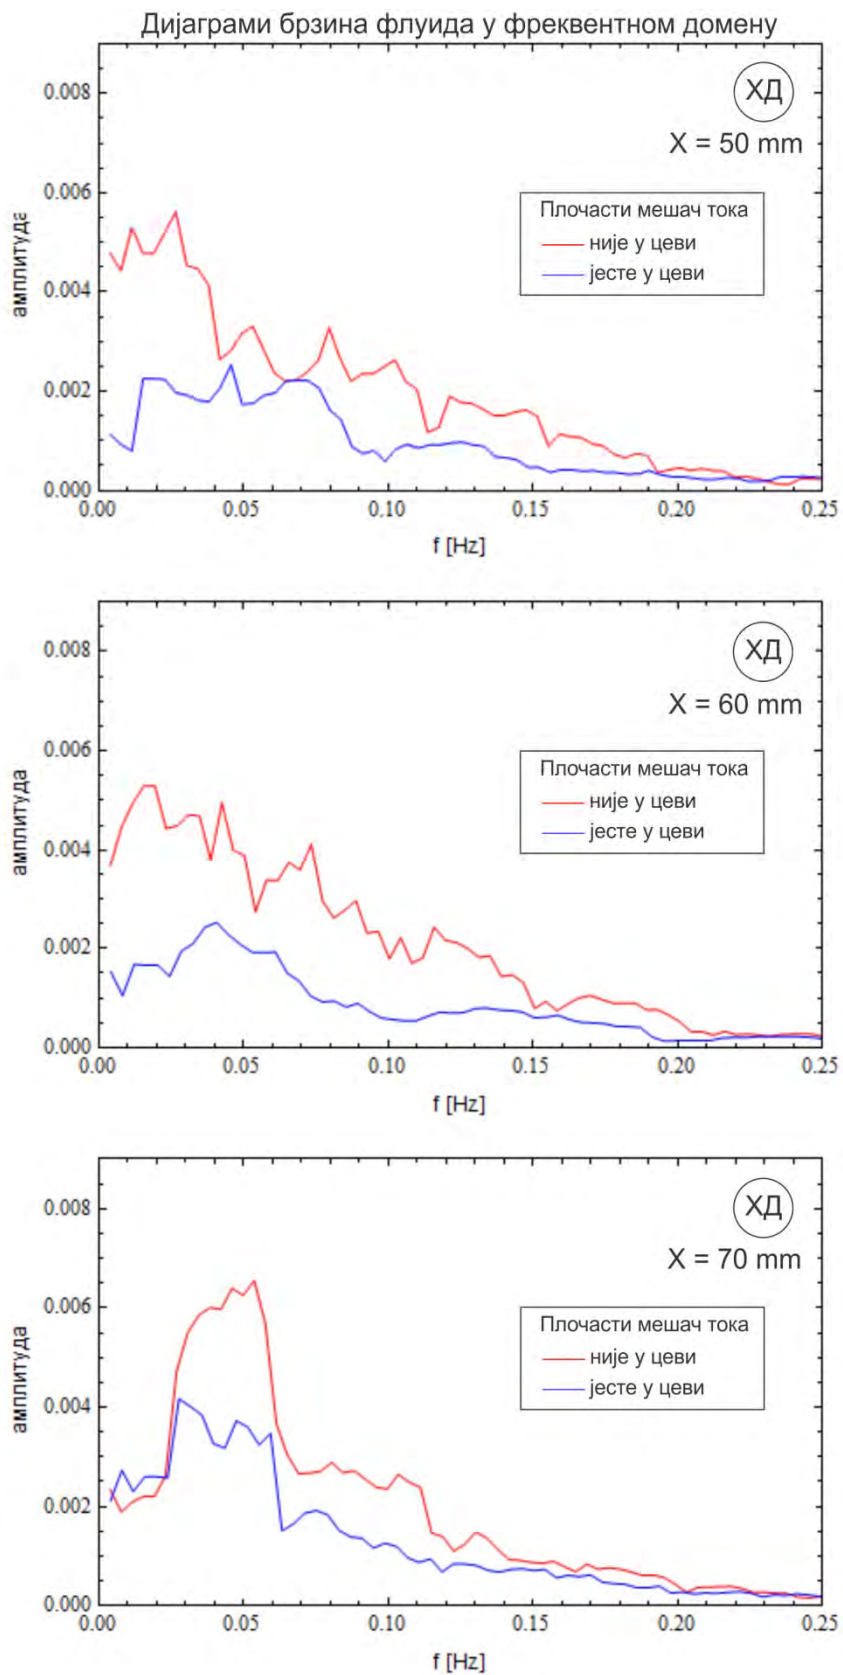 Дијаграми брзина флуида у фреквентном домену
0.008
0.006
0.004
0.002
0.000
амплитуда
ХД
X = 50 mm
Плочасти мешач тока
није у цеви
јесте у цеви
0.00 0.05 0.10 0.15 0.20 0.25
f [Hz]
0.008
0.006
0.004
0.002
0.000
амплитуда
ХД
X = 60 mm
Плочасти мешач тока
није у цеви
јесте у цеви
0.00 0.05 0.10 0.15 0.20 0.25
f [Hz]
0.008
0.006
0.004
0.002
0.000
амплитуда
ХД
X = 70 mm
Плочасти мешач тока
није у цеви
јесте у цеви
0.00 0.05 0.10 0.15 0.20 0.25
f [Hz]